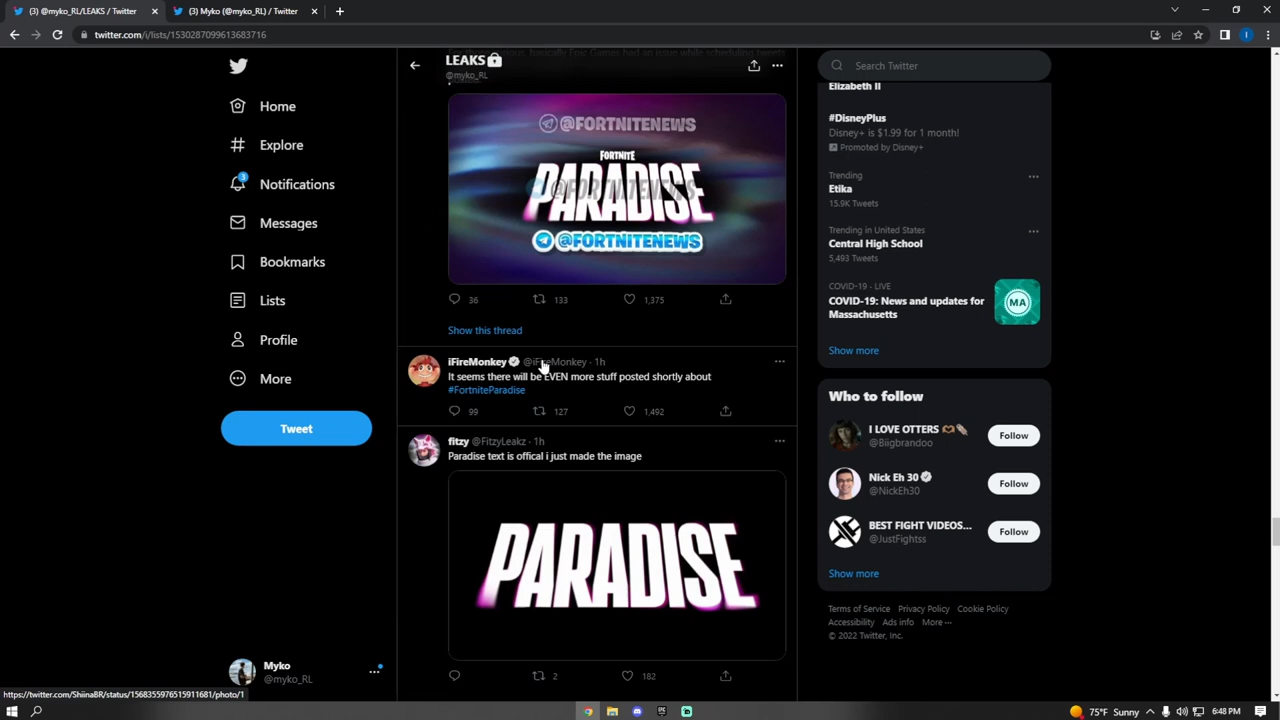 (3) @myko_RL/LEAKS / Twitter
(3) Myko (@myko_RL) / Twitter
twitter.com/i/lists/1530287099613683716
Home
Explore
3
Notifications
Messages
Bookmarks
Lists
Profile
More
Tweet
Myko
@myko_RL
https://twitter.com/ShiinaBR/status/1568355976515911681/photo/1
LEAKS
@myko_RL
@FORTNITENEWS
FORTNITE
PARADISE
@FORTNITENEWS
@FORTNITENEWS
36 133 1,375
Show this thread
iFireMonkey @iFireMonkey · 1h
It seems there will be EVEN more stuff posted shortly about
#FortniteParadise
99 127 1,492
fitzy @FitzyLeakz · 1h
Paradise text is offical i just made the image
PARADISE
2 182
Search Twitter
Elizabeth II
#DisneyPlus
Disney+ is $1.99 for 1 month!
Promoted by Disney+
Trending
Etika
15.9K Tweets
Trending in United States
Central High School
5,493 Tweets
COVID-19 · LIVE
COVID-19: News and updates for
Massachusetts
MA
Show more
Who to follow
I LOVE OTTERS
@Biigbrandoo
Follow
Nick Eh 30
@NickEh30
Follow
BEST FIGHT VIDEOS...
@JustFightss
Follow
Show more
Terms of Service Privacy Policy Cookie Policy
Accessibility Ads info More ···
© 2022 Twitter, Inc.
75°F Sunny
6:48 PM